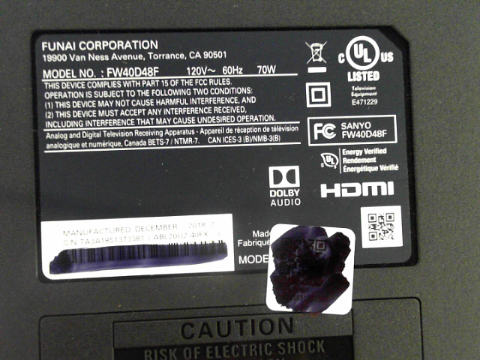 FUNAI CORPORATION
19900 Van Ness Avenue, Torrance, CA 90501
MODEL NO. : FW40D48F 120V~ 60Hz 70W
THIS DEVICE COMPLIES WITH PART 15 OF THE FCC RULES.
OPERATION IS SUBJECT TO THE FOLLOWING TWO CONDITIONS:
(1) THIS DEVICE MAY NOT CAUSE HARMFUL INTERFERENCE, AND
(2) THIS DEVICE MUST ACCEPT ANY INTERFERENCE RECEIVED,
INCLUDING INTERFERENCE THAT MAY CAUSE UNDESIRED OPERATION.
Analog and Digital Television Receiving Apparatus - Appareil de réception de télévision
analogique et numérique, Canada BETS-7 / NTMR-7. CAN ICES-3 (B)/NMB-3(B)
C UL US
LISTED
Television
Equipment
E471229
FC SANYO
FW40D48F
UL
Energy Verified
Rendement
Énergétique Vérifié
DOLBY
AUDIO
HDMI
MANUFACTURED: DECEMBER 2018
Made
Fabriqué
MODE
CAUTION
RISK OF ELECTRIC SHOCK